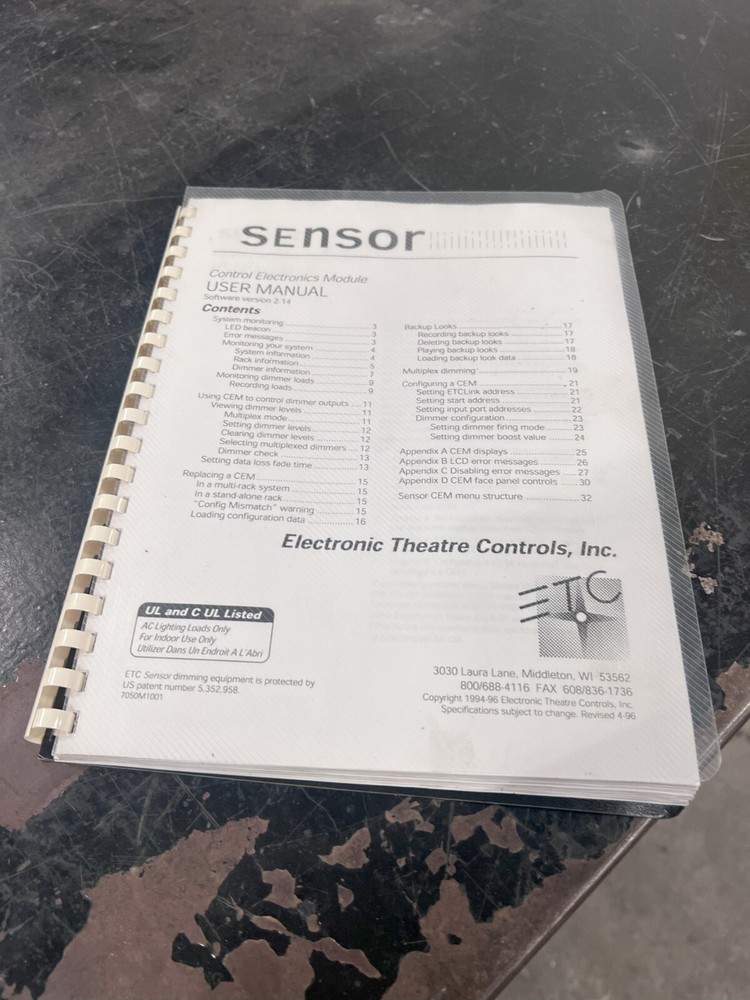 sensor
Control Electronics Module
USER MANUAL
Software version 2.14
Contents
System monitoring 3
LED beacon 3
Error messages 3
Monitoring your system 4
System information 4
Rack information 5
Dimmer information 7
Monitoring dimmer loads 9
Recording loads 9
Using CEM to control dimmer outputs 11
Viewing dimmer levels 11
Multiplex mode 11
Setting dimmer levels 12
Clearing dimmer levels 12
Selecting multiplexed dimmers 12
Dimmer check 13
Setting data loss fade time 13
Replacing a CEM 15
In a multi-rack system 15
In a stand-alone rack 15
"Config Mismatch" warning 15
Loading configuration data 16
Backup Looks 17
Recording backup looks 17
Deleting backup looks 17
Playing backup looks 18
Loading backup look data 18
Multiplex dimming 19
Configuring a CEM 21
Setting ETCLink address 21
Setting start address 21
Setting input port addresses 22
Dimmer configuration 23
Setting dimmer firing mode 23
Setting dimmer boost value 24
Appendix A CEM displays 25
Appendix B LCD error messages 26
Appendix C Disabling error messages 27
Appendix D CEM face panel controls 30
Sensor CEM menu structure 32
Electronic Theatre Controls, Inc.
ETC
UL and C UL Listed
AC Lighting Loads Only
For Indoor Use Only
Utilizer Dans Un Endroit A L'Abri
ETC Sensor dimming equipment is protected by
US patent number 5,352,958.
7050M1001
3030 Laura Lane, Middleton, WI 53562
800/688-4116 FAX 608/836-1736
Copyright 1994-96 Electronic Theatre Controls, Inc.
Specifications subject to change. Revised 4-96